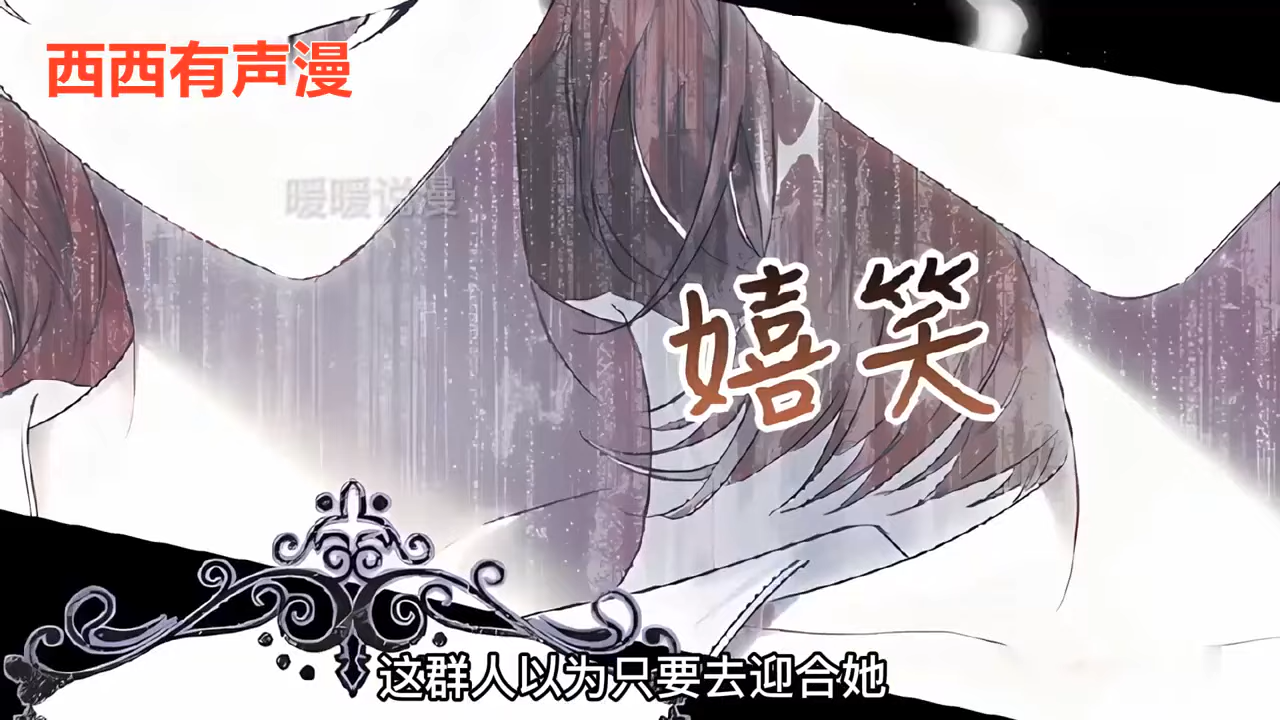 西西有声漫
暖暖说漫
嬉笑
这群人以为只要去迎合她